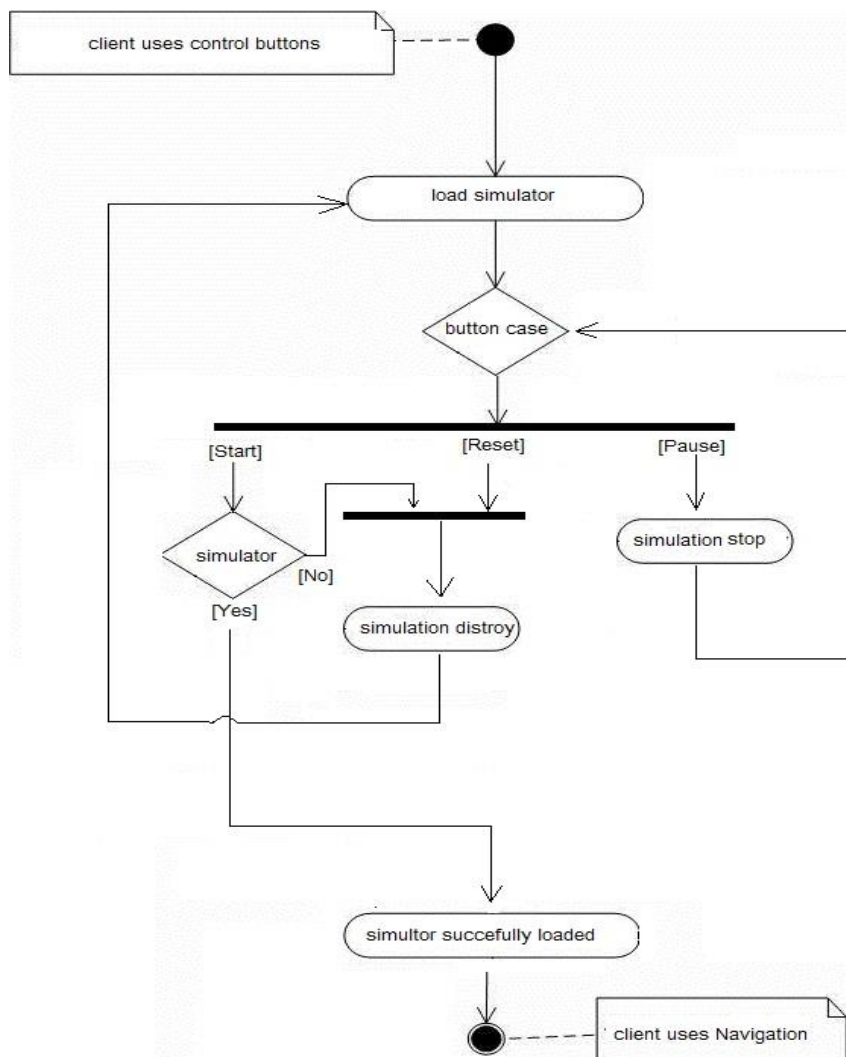 client uses control buttons
load simulator
button case
[Start]
[Reset]
[Pause]
simulator
[No]
[Yes]
simulation stop
simulation distroy
simultor succefully loaded
client uses Navigation